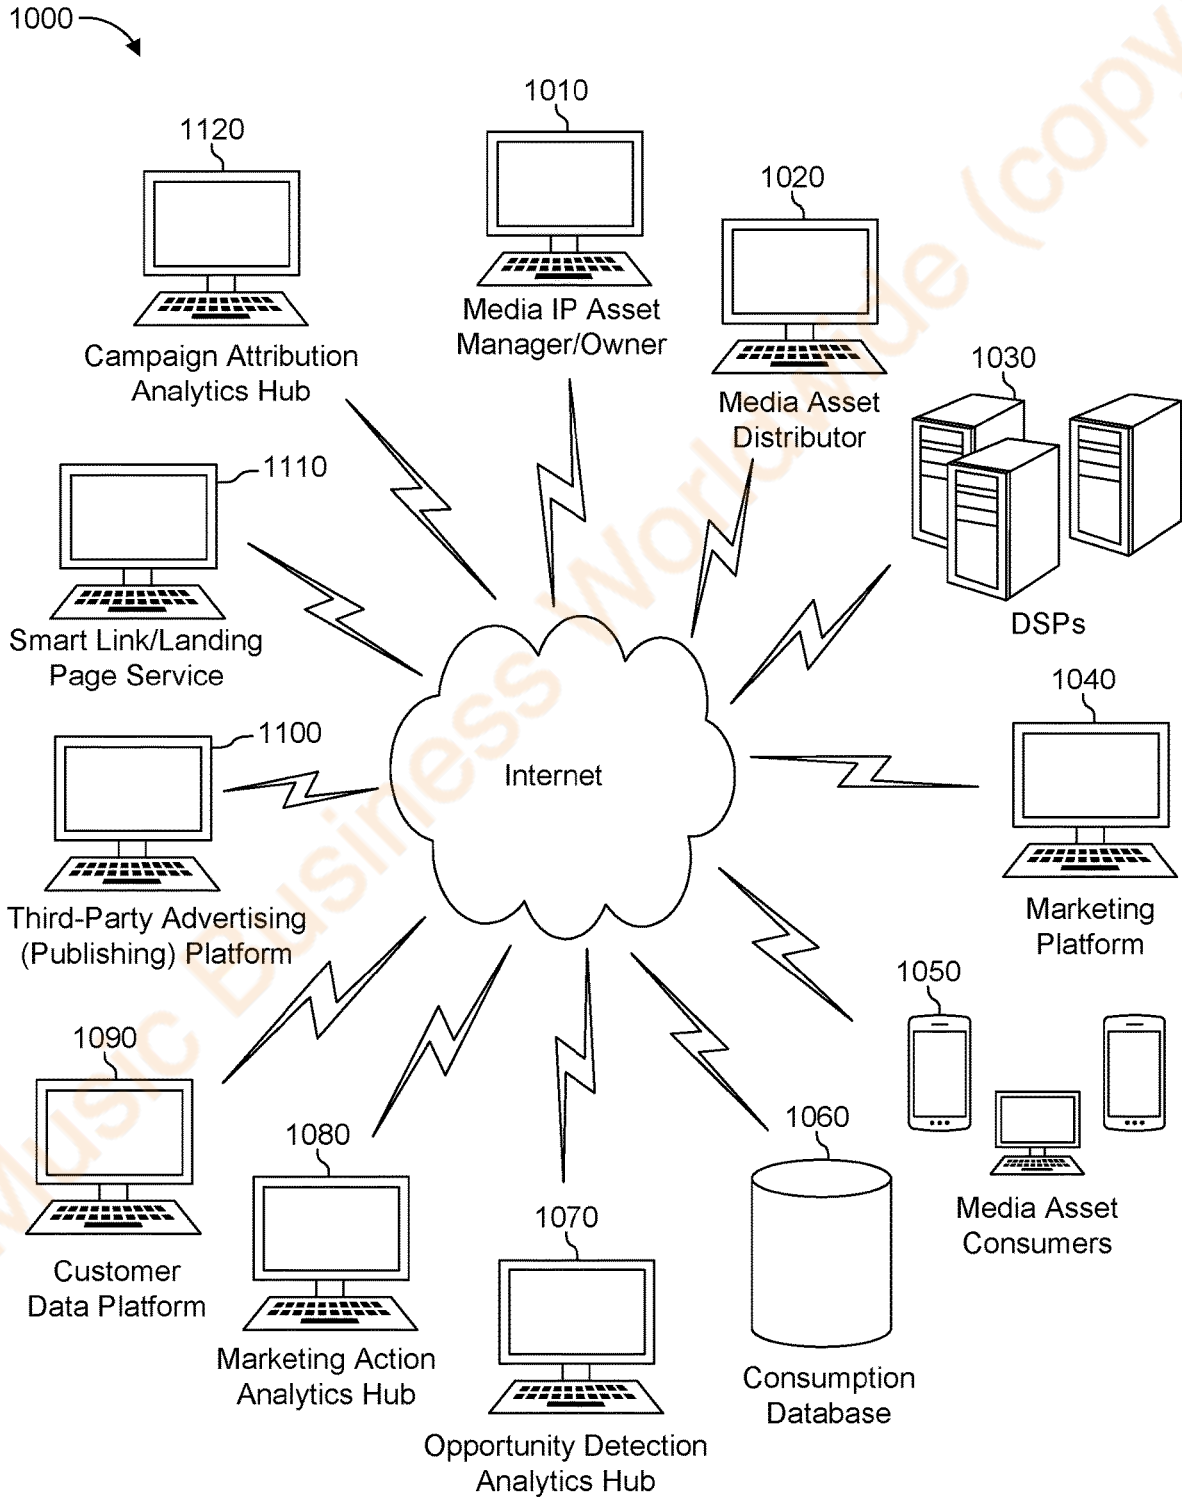 1000
1010
Media IP Asset
Manager/Owner
1120
Campaign Attribution
Analytics Hub
1020
Media Asset
Distributor
1030
DSPs
1110
Smart Link/Landing
Page Service
1040
Marketing
Platform
1100
Third-Party Advertising
(Publishing) Platform
Internet
1050
Media Asset
Consumers
1090
Customer
Data Platform
1080
Marketing Action
Analytics Hub
1070
Opportunity Detection
Analytics Hub
1060
Consumption
Database
Music Business Worldwide (copy